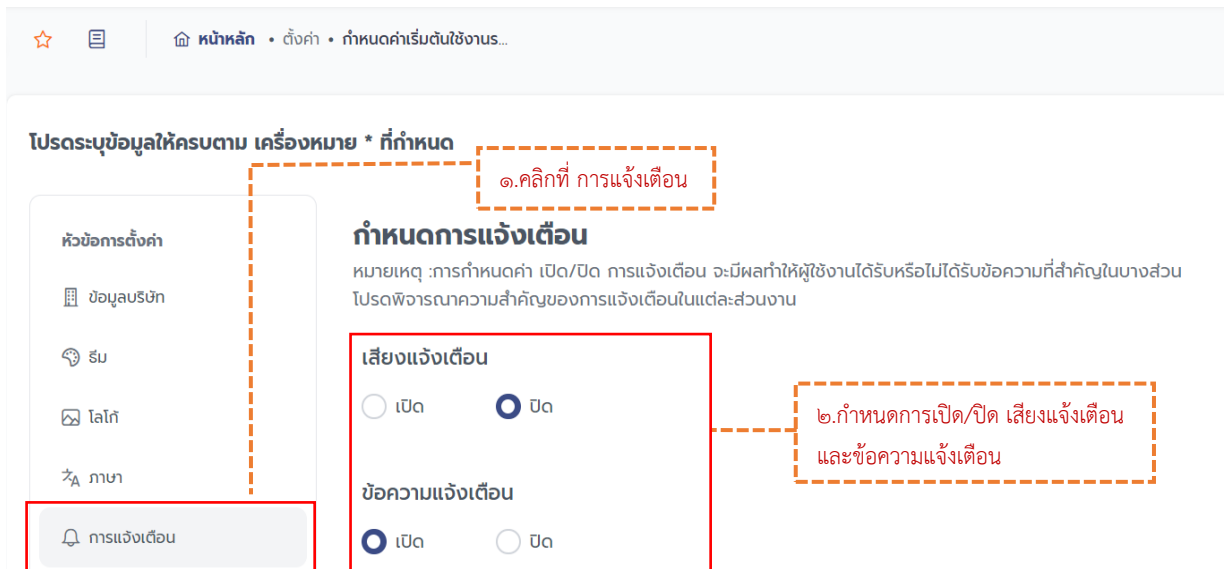 หน้าหลัก • ตั้งค่า • กำหนดค่าเริ่มต้นใช้งานร...
โปรดระบุข้อมูลให้ครบตาม เครื่องหมาย * ที่กำหนด
๑.คลิกที่ การแจ้งเตือน
หัวข้อการตั้งค่า
ข้อมูลบริษัท
ธีม
โลโก้
ภาษา
การแจ้งเตือน
กำหนดการแจ้งเตือน
หมายเหตุ :การกำหนดค่า เปิด/ปิด การแจ้งเตือน จะมีผลทำให้ผู้ใช้งานได้รับหรือไม่ได้รับข้อความที่สำคัญในบางส่วน
โปรดพิจารณาความสำคัญของการแจ้งเตือนในแต่ละส่วนงาน
เสียงแจ้งเตือน
เปิด ปิด
ข้อความแจ้งเตือน
เปิด ปิด
๒.กำหนดการเปิด/ปิด เสียงแจ้งเตือน
และข้อความแจ้งเตือน